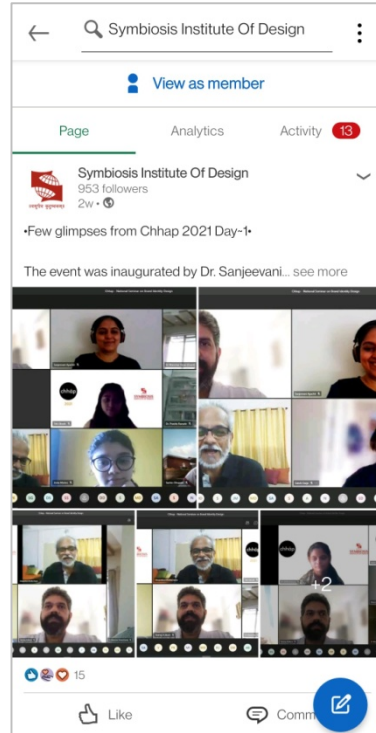 Symbiosis Institute Of Design
View as member
Page Analytics Activity 13
Symbiosis Institute Of Design
953 followers
2w •
•Few glimpses from Chhap 2021 Day~1•
The event was inaugurated by Dr. Sanjeevani... see more
chhap
+2
15
Like Comm